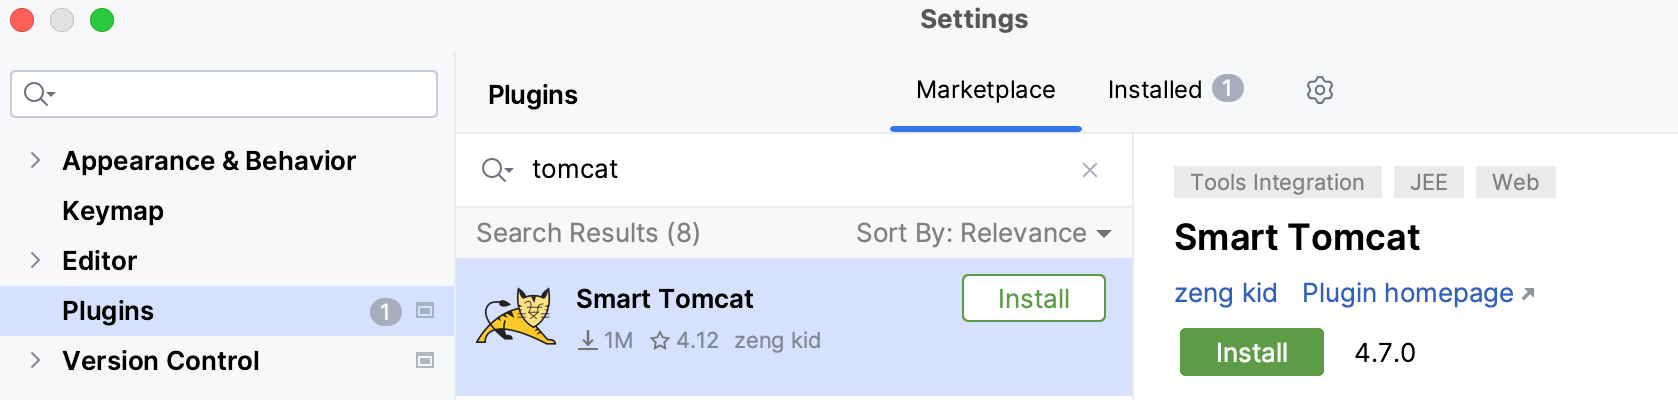 Settings
Appearance & Behavior
Keymap
Editor
Plugins 1
Version Control
Plugins Marketplace Installed 1
tomcat
Search Results (8) Sort By: Relevance
Smart Tomcat Install
1M 4.12 zeng kid
Tools Integration JEE Web
Smart Tomcat
zeng kid Plugin homepage
Install 4.7.0